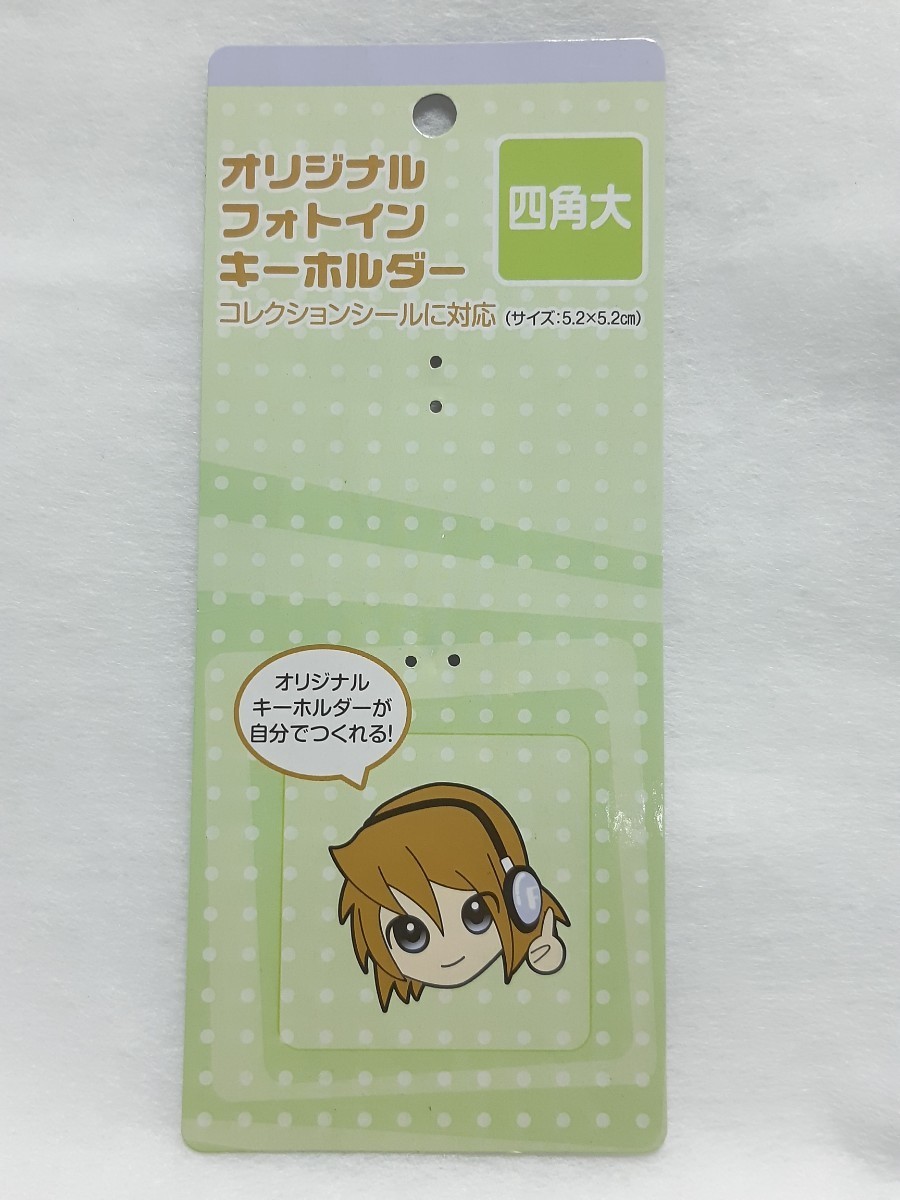 オリジナル
フォトイン
キーホルダー
四角大
コレクションシールに対応 (サイズ:5.2×5.2㎝)
オリジナル
キーホルダーが
自分でつくれる!